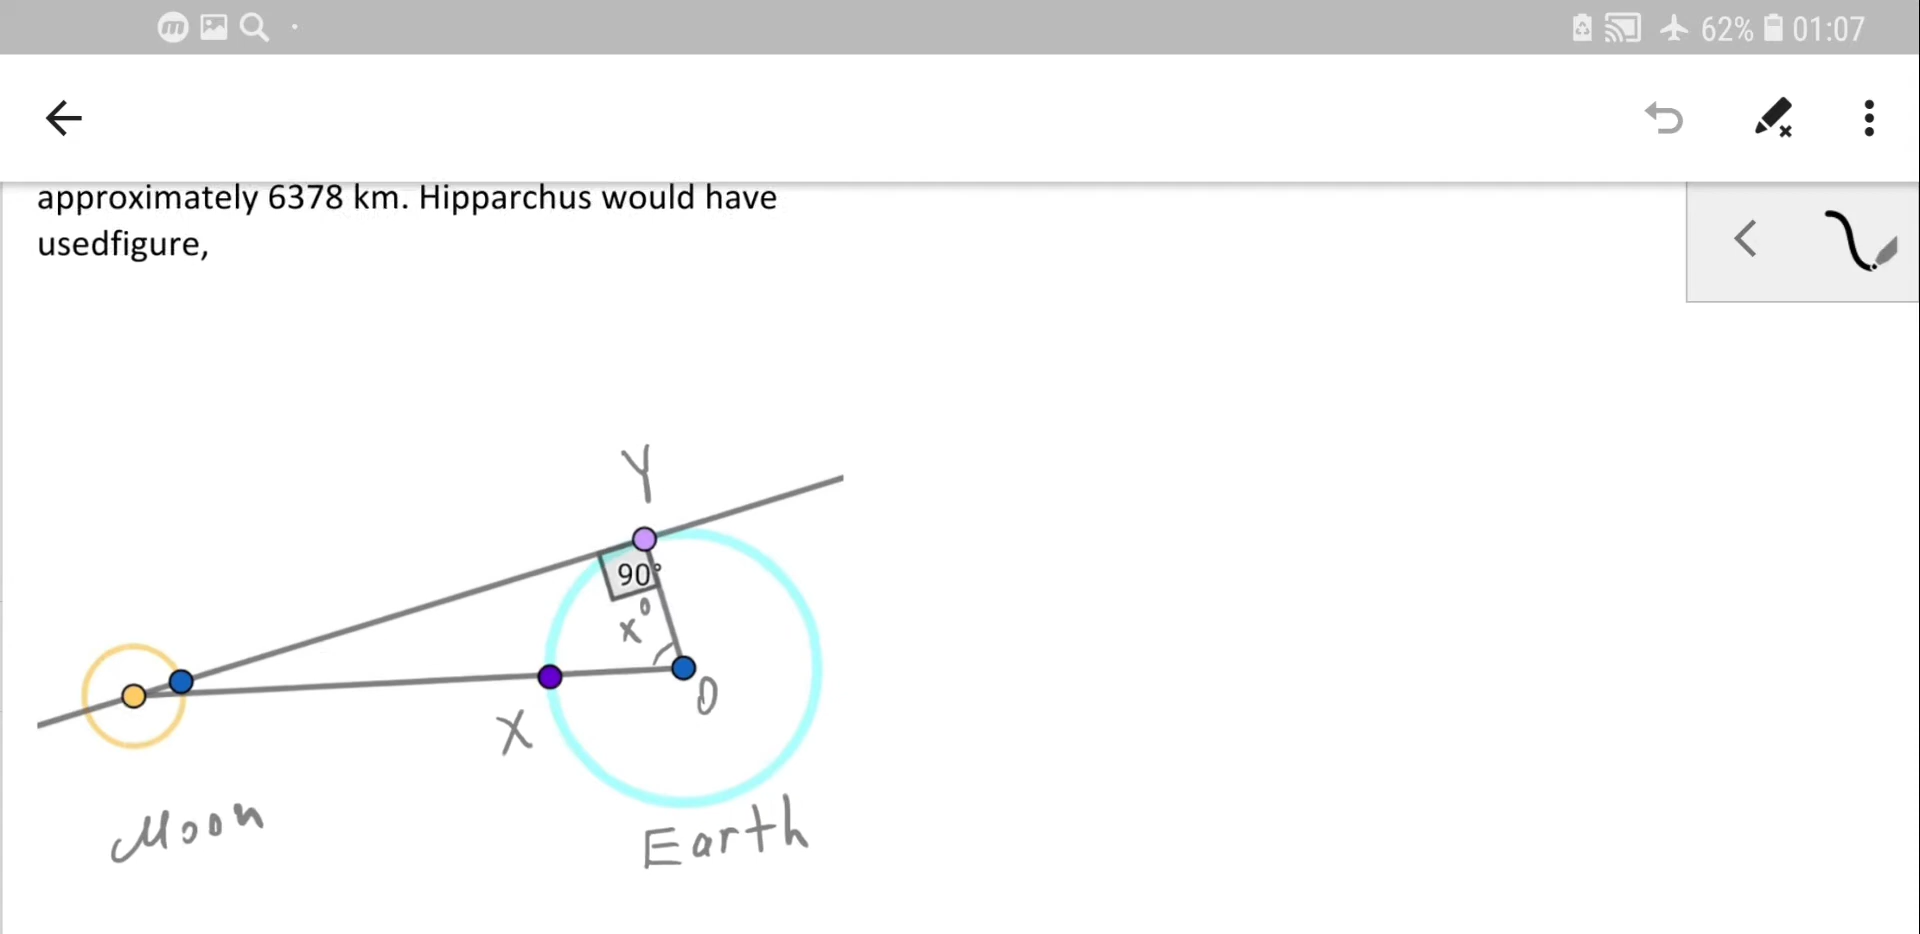 62% 01:07
approximately 6378 km. Hipparchus would have
usedfigure,
Y
90°
x°
O
X
Moon
Earth